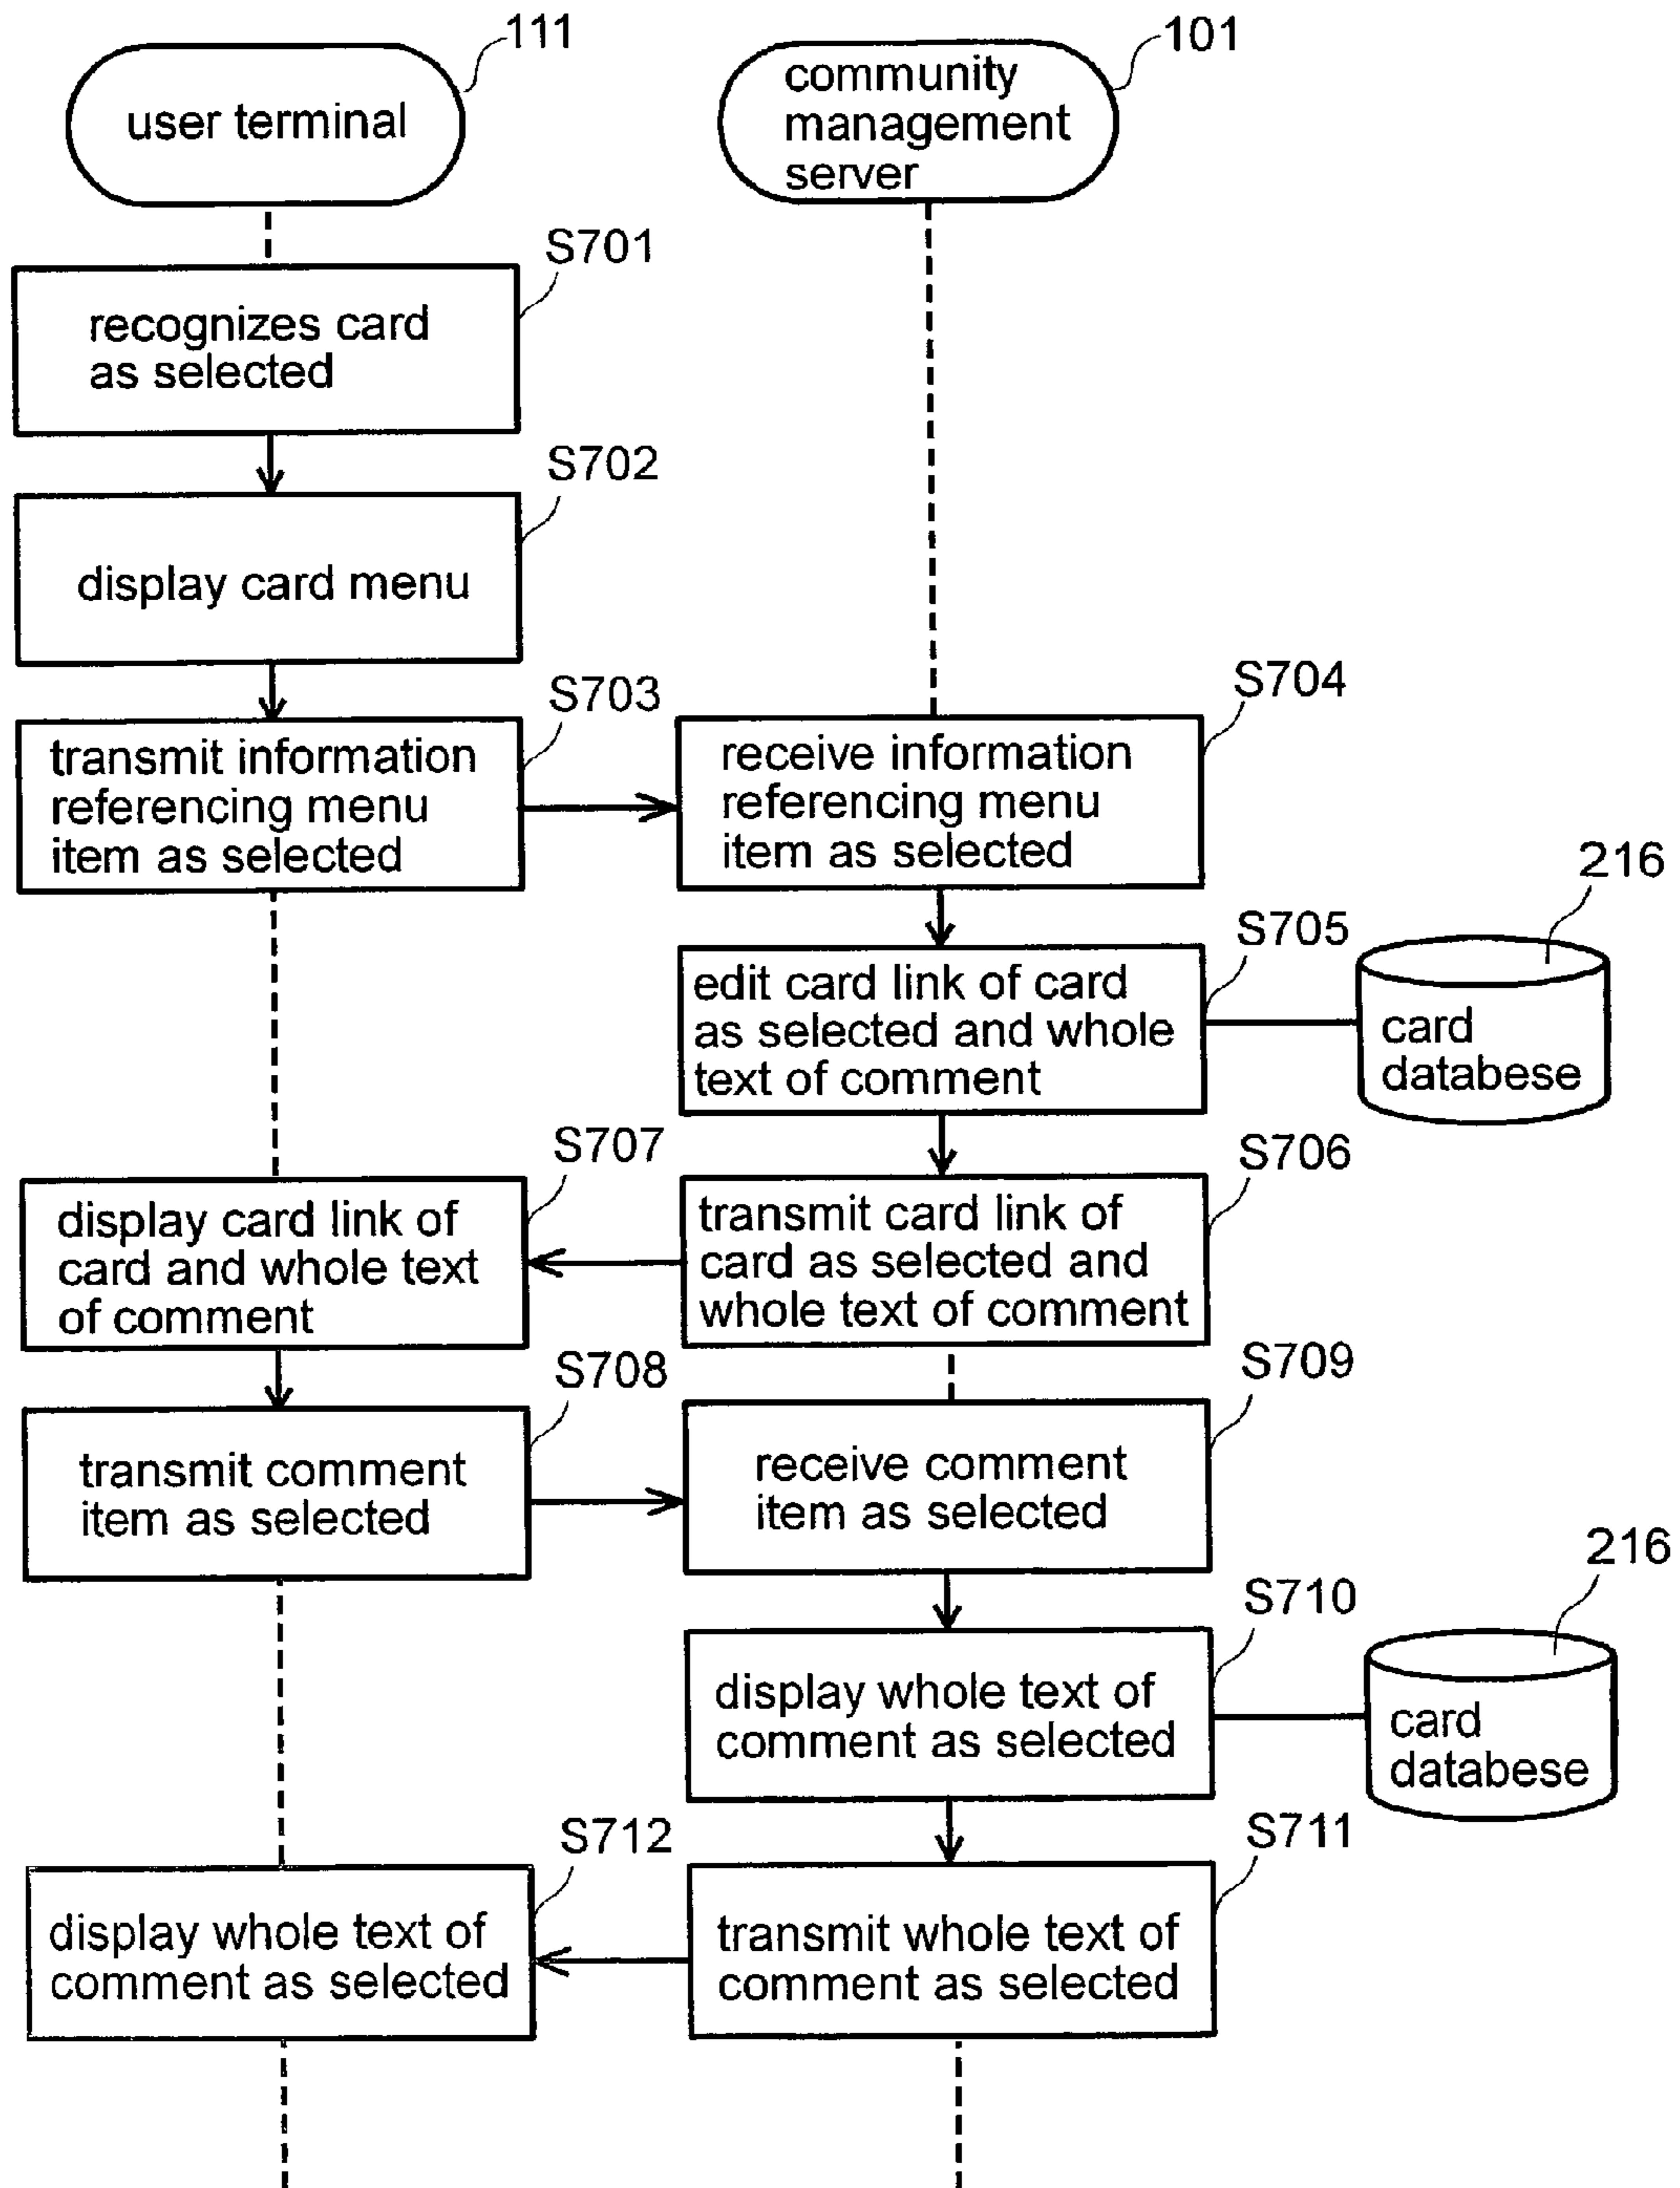 111
user terminal
101
community
management
server
S701
recognizes card
as selected
S702
display card menu
S703
transmit information
referencing menu
item as selected
S704
receive information
referencing menu
item as selected
S705
edit card link of card
as selected and whole
text of comment
216
card
databese
S707
display card link of
card and whole text
of comment
S706
transmit card link of
card as selected and
whole text of comment
S708
transmit comment
item as selected
S709
receive comment
item as selected
S710
display whole text of
comment as selected
216
card
databese
S712
display whole text of
comment as selected
S711
transmit whole text of
comment as selected